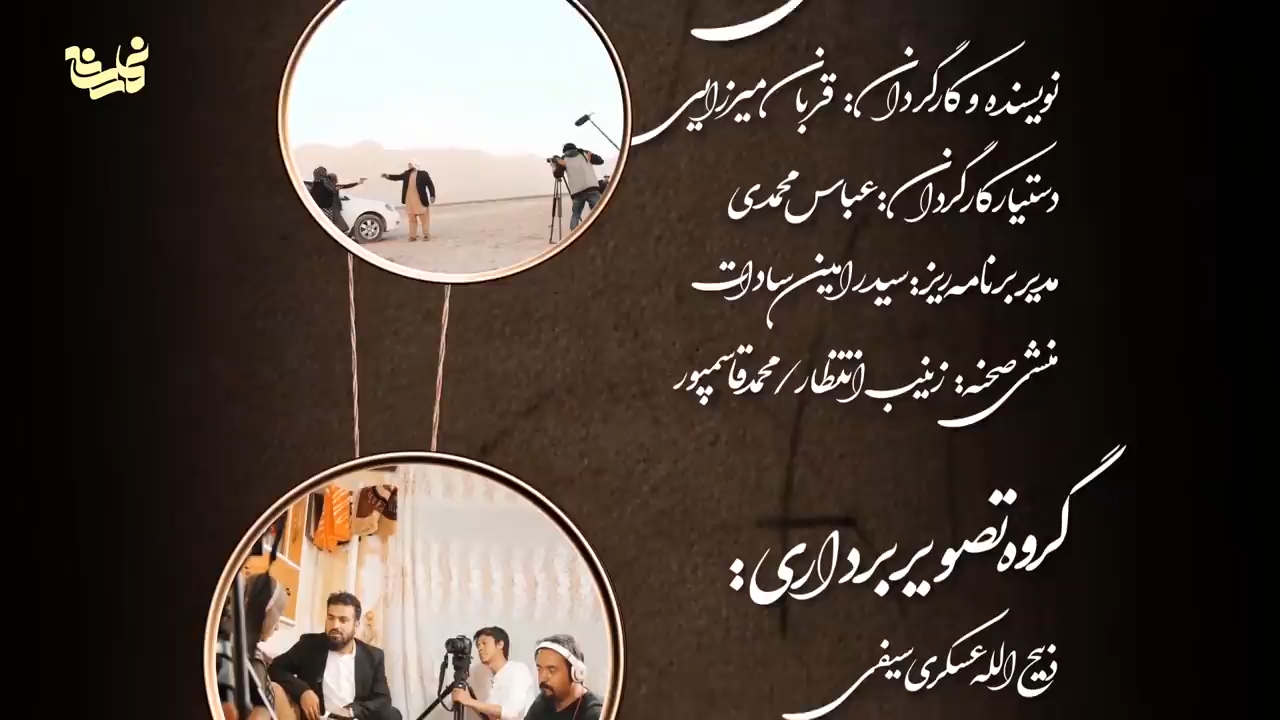 نویسنده و کارگردان: قربان میرزایی
دستیار کارگردان: عباس محمدی
مدیر برنامه ریز: سید رامین سادات
منشی صحنه: زینب انتظار / محمد قاسمپور
گروه تصویر برداری:
ذبیح الله عسکری سیفی